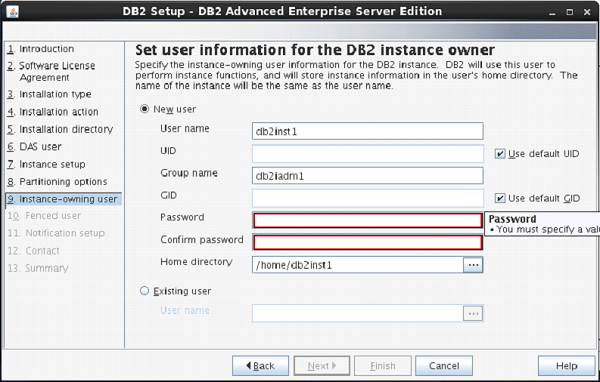 DB2 Setup - DB2 Advanced Enterprise Server Edition
1. Introduction
2. Software License
Agreement
3. Installation type
4. Installation action
5. Installation directory
6. DAS user
7. Instance setup
8. Partitioning options
9. Instance-owning user
10. Fenced user
11. Notification setup
12. Contact
13. Summary
Set user information for the DB2 instance owner
Specify the instance-owning user information for the DB2 instance. DB2 will use this user to
perform instance functions, and will store instance information in the user's home directory. The
name of the instance will be the same as the user name.
New user
User name db2inst1
UID Use default UID
Group name db2iadm1
GID Use default GID
Password
Confirm password
Password
• You must specify a valu
Home directory /home/db2inst1 ...
Existing user
User name ...
Back Next Finish Cancel Help